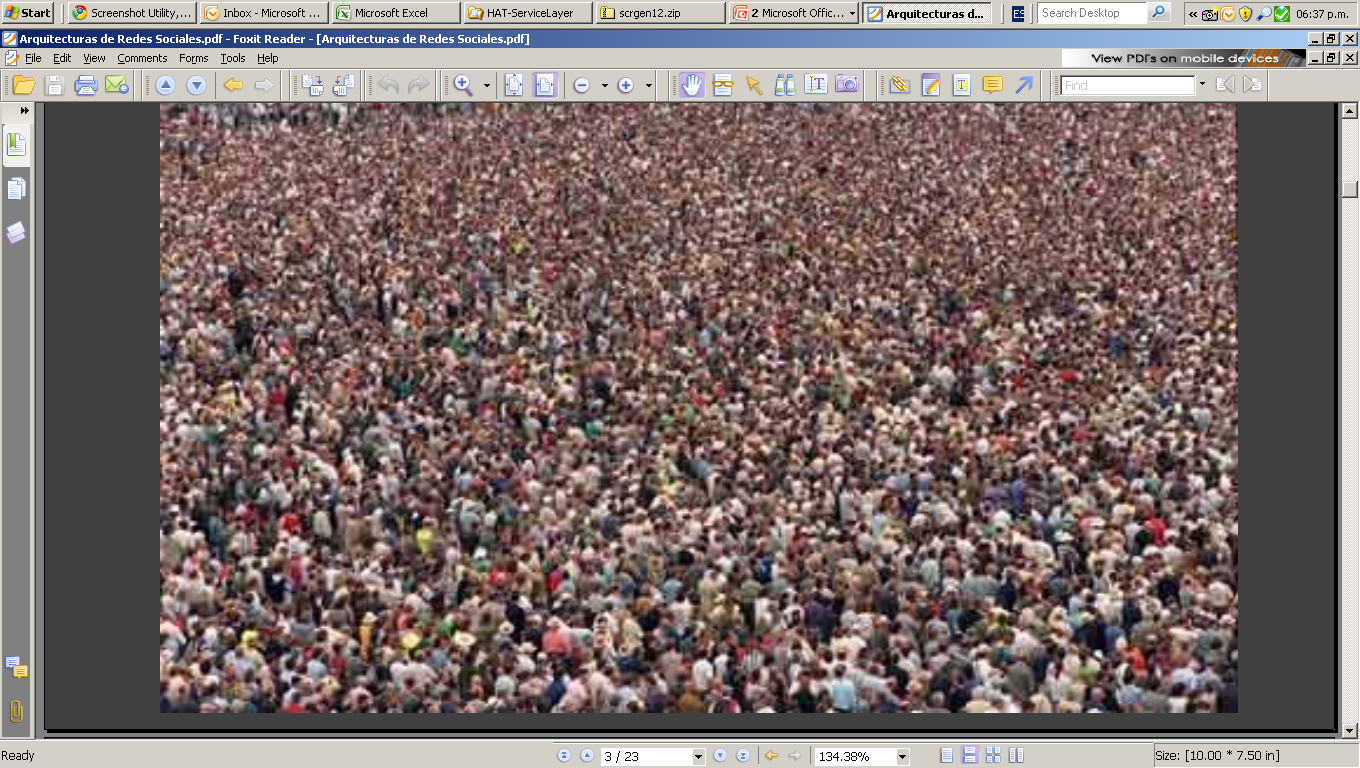 Start
Screenshot Utility,...
Inbox - Microsoft ...
Microsoft Excel
HAT-ServiceLayer
scrgen12.zip
2 Microsoft Offic...
Arquitecturas d...
ES
Search Desktop
«
06:37 p.m.
Arquitecturas de Redes Sociales.pdf - Foxit Reader - [Arquitecturas de Redes Sociales.pdf]
File Edit View Comments Forms Tools Help
View PDFs on mobile devices
Find
Ready
3 / 23
134.38%
Size: [10.00 * 7.50 in]